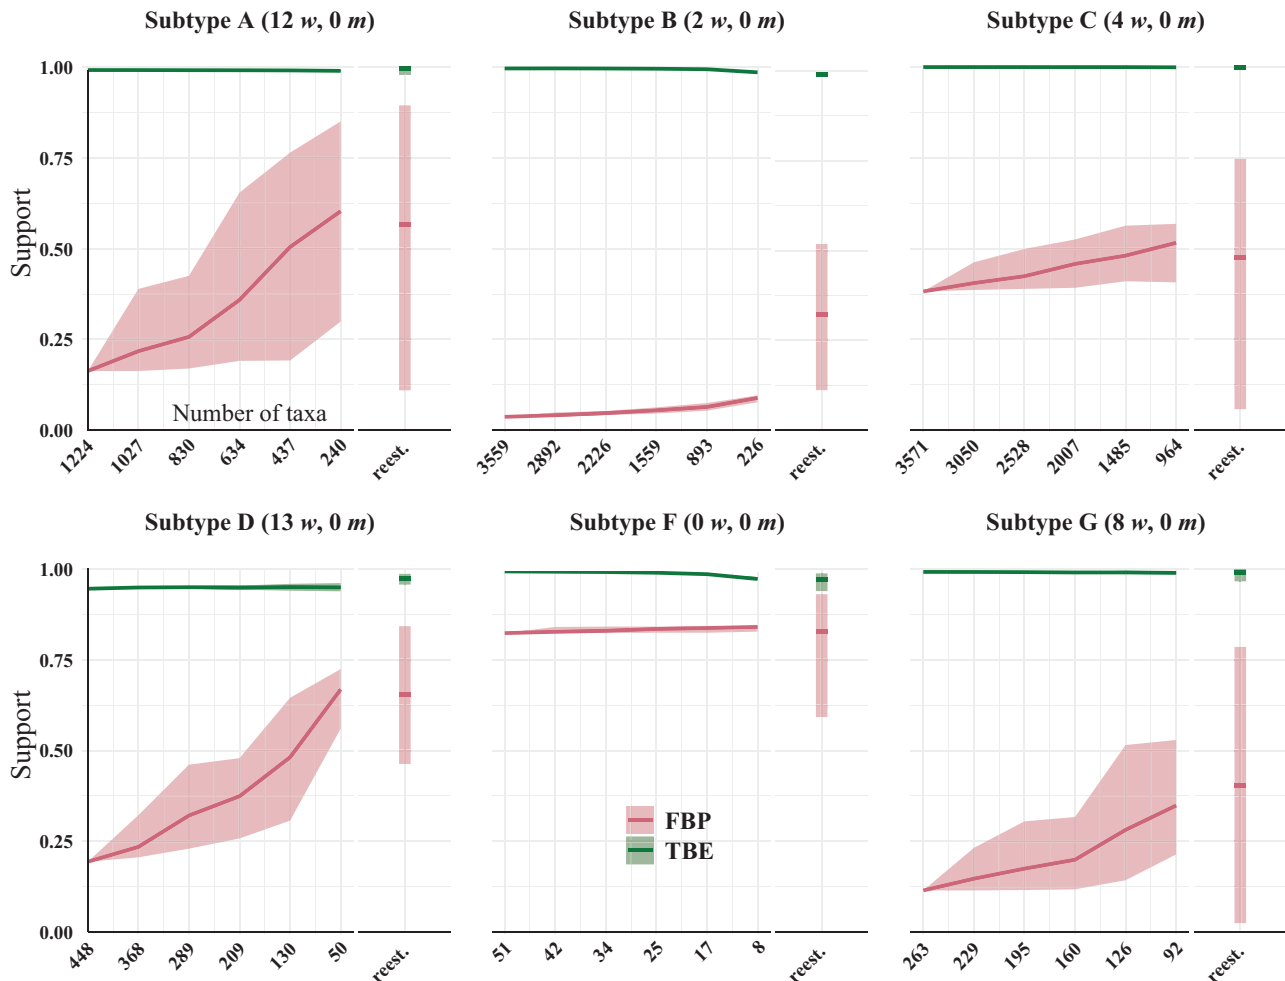 Subtype A (12 w, 0 m)
Subtype B (2 w, 0 m)
Subtype C (4 w, 0 m)
Support
1.00
0.75
0.50
0.25
0.00
Number of taxa
1224 1027 830 634 437 240 reest.
3559 2892 2226 1559 893 226 reest.
3571 3050 2528 2007 1485 964 reest.
Subtype D (13 w, 0 m)
Subtype F (0 w, 0 m)
Subtype G (8 w, 0 m)
Support
1.00
0.75
0.50
0.25
0.00
FBP
TBE
448 368 289 209 130 50 reest.
51 42 34 25 17 8 reest.
263 229 195 160 126 92 reest.